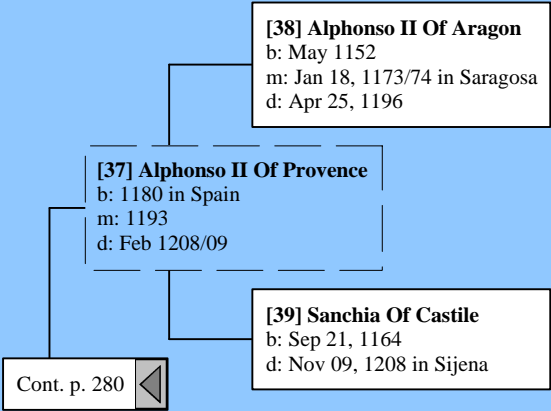 [38] Alphonso II Of Aragon
b: May 1152
m: Jan 18, 1173/74 in Saragosa
d: Apr 25, 1196
[37] Alphonso II Of Provence
b: 1180 in Spain
m: 1193
d: Feb 1208/09
[39] Sanchia Of Castile
b: Sep 21, 1164
d: Nov 09, 1208 in Sijena
Cont. p. 280